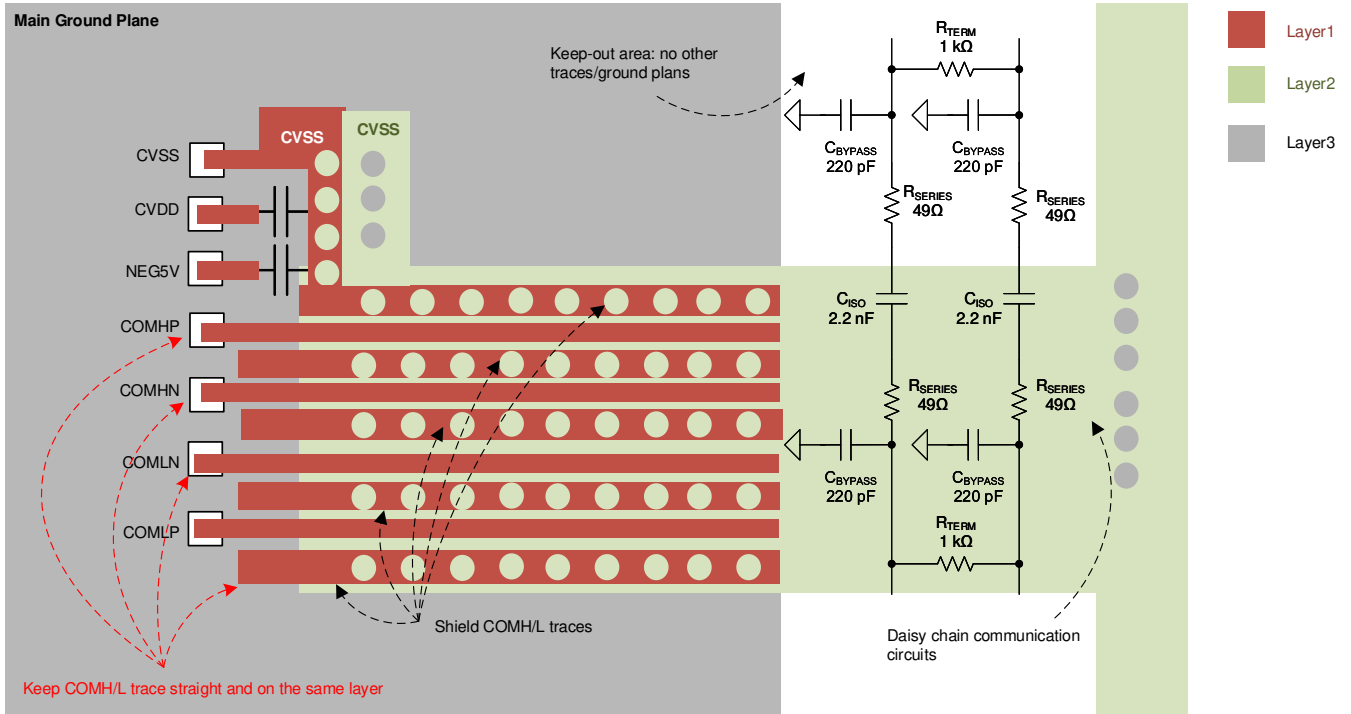 Main Ground Plane
Keep-out area: no other
traces/ground plans
RTERM
1 kΩ
Layer1
Layer2
Layer3
CVSS
CVSS
CVSS
CBYPASS
220 pF
CBYPASS
220 pF
CVDD
RSERIES
49Ω
RSERIES
49Ω
NEG5V
CISO
2.2 nF
CISO
2.2 nF
COMHP
COMHN
RSERIES
49Ω
RSERIES
49Ω
COMLN
CBYPASS
220 pF
CBYPASS
220 pF
COMLP
RTERM
1 kΩ
Shield COMH/L traces
Daisy chain communication
circuits
Keep COMH/L trace straight and on the same layer